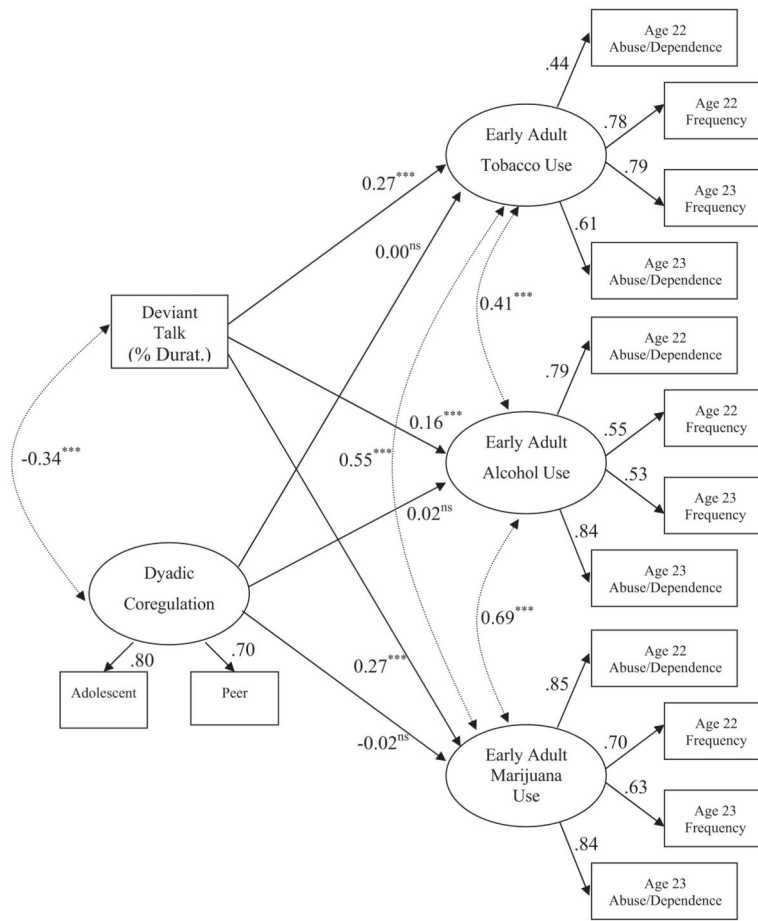 Age 22
Abuse/Dependence
.44
Age 22
Frequency
.78
Early Adult
Tobacco Use
.79
0.27***
Age 23
Frequency
.61
0.00ns
Age 23
Abuse/Dependence
Deviant
Talk
(% Durat.)
0.41***
Age 22
Abuse/Dependence
.79
Age 22
Frequency
0.16***
.55
Early Adult
Alcohol Use
-0.34***
0.55***
.53
0.02ns
Age 23
Frequency
.84
Dyadic
Coregulation
Age 23
Abuse/Dependence
0.69***
.80
.70
0.27***
Age 22
Abuse/Dependence
.85
Adolescent
Peer
-0.02ns
.70
Age 22
Frequency
Early Adult
Marijuana
Use
.63
Age 23
Frequency
.84
Age 23
Abuse/Dependence